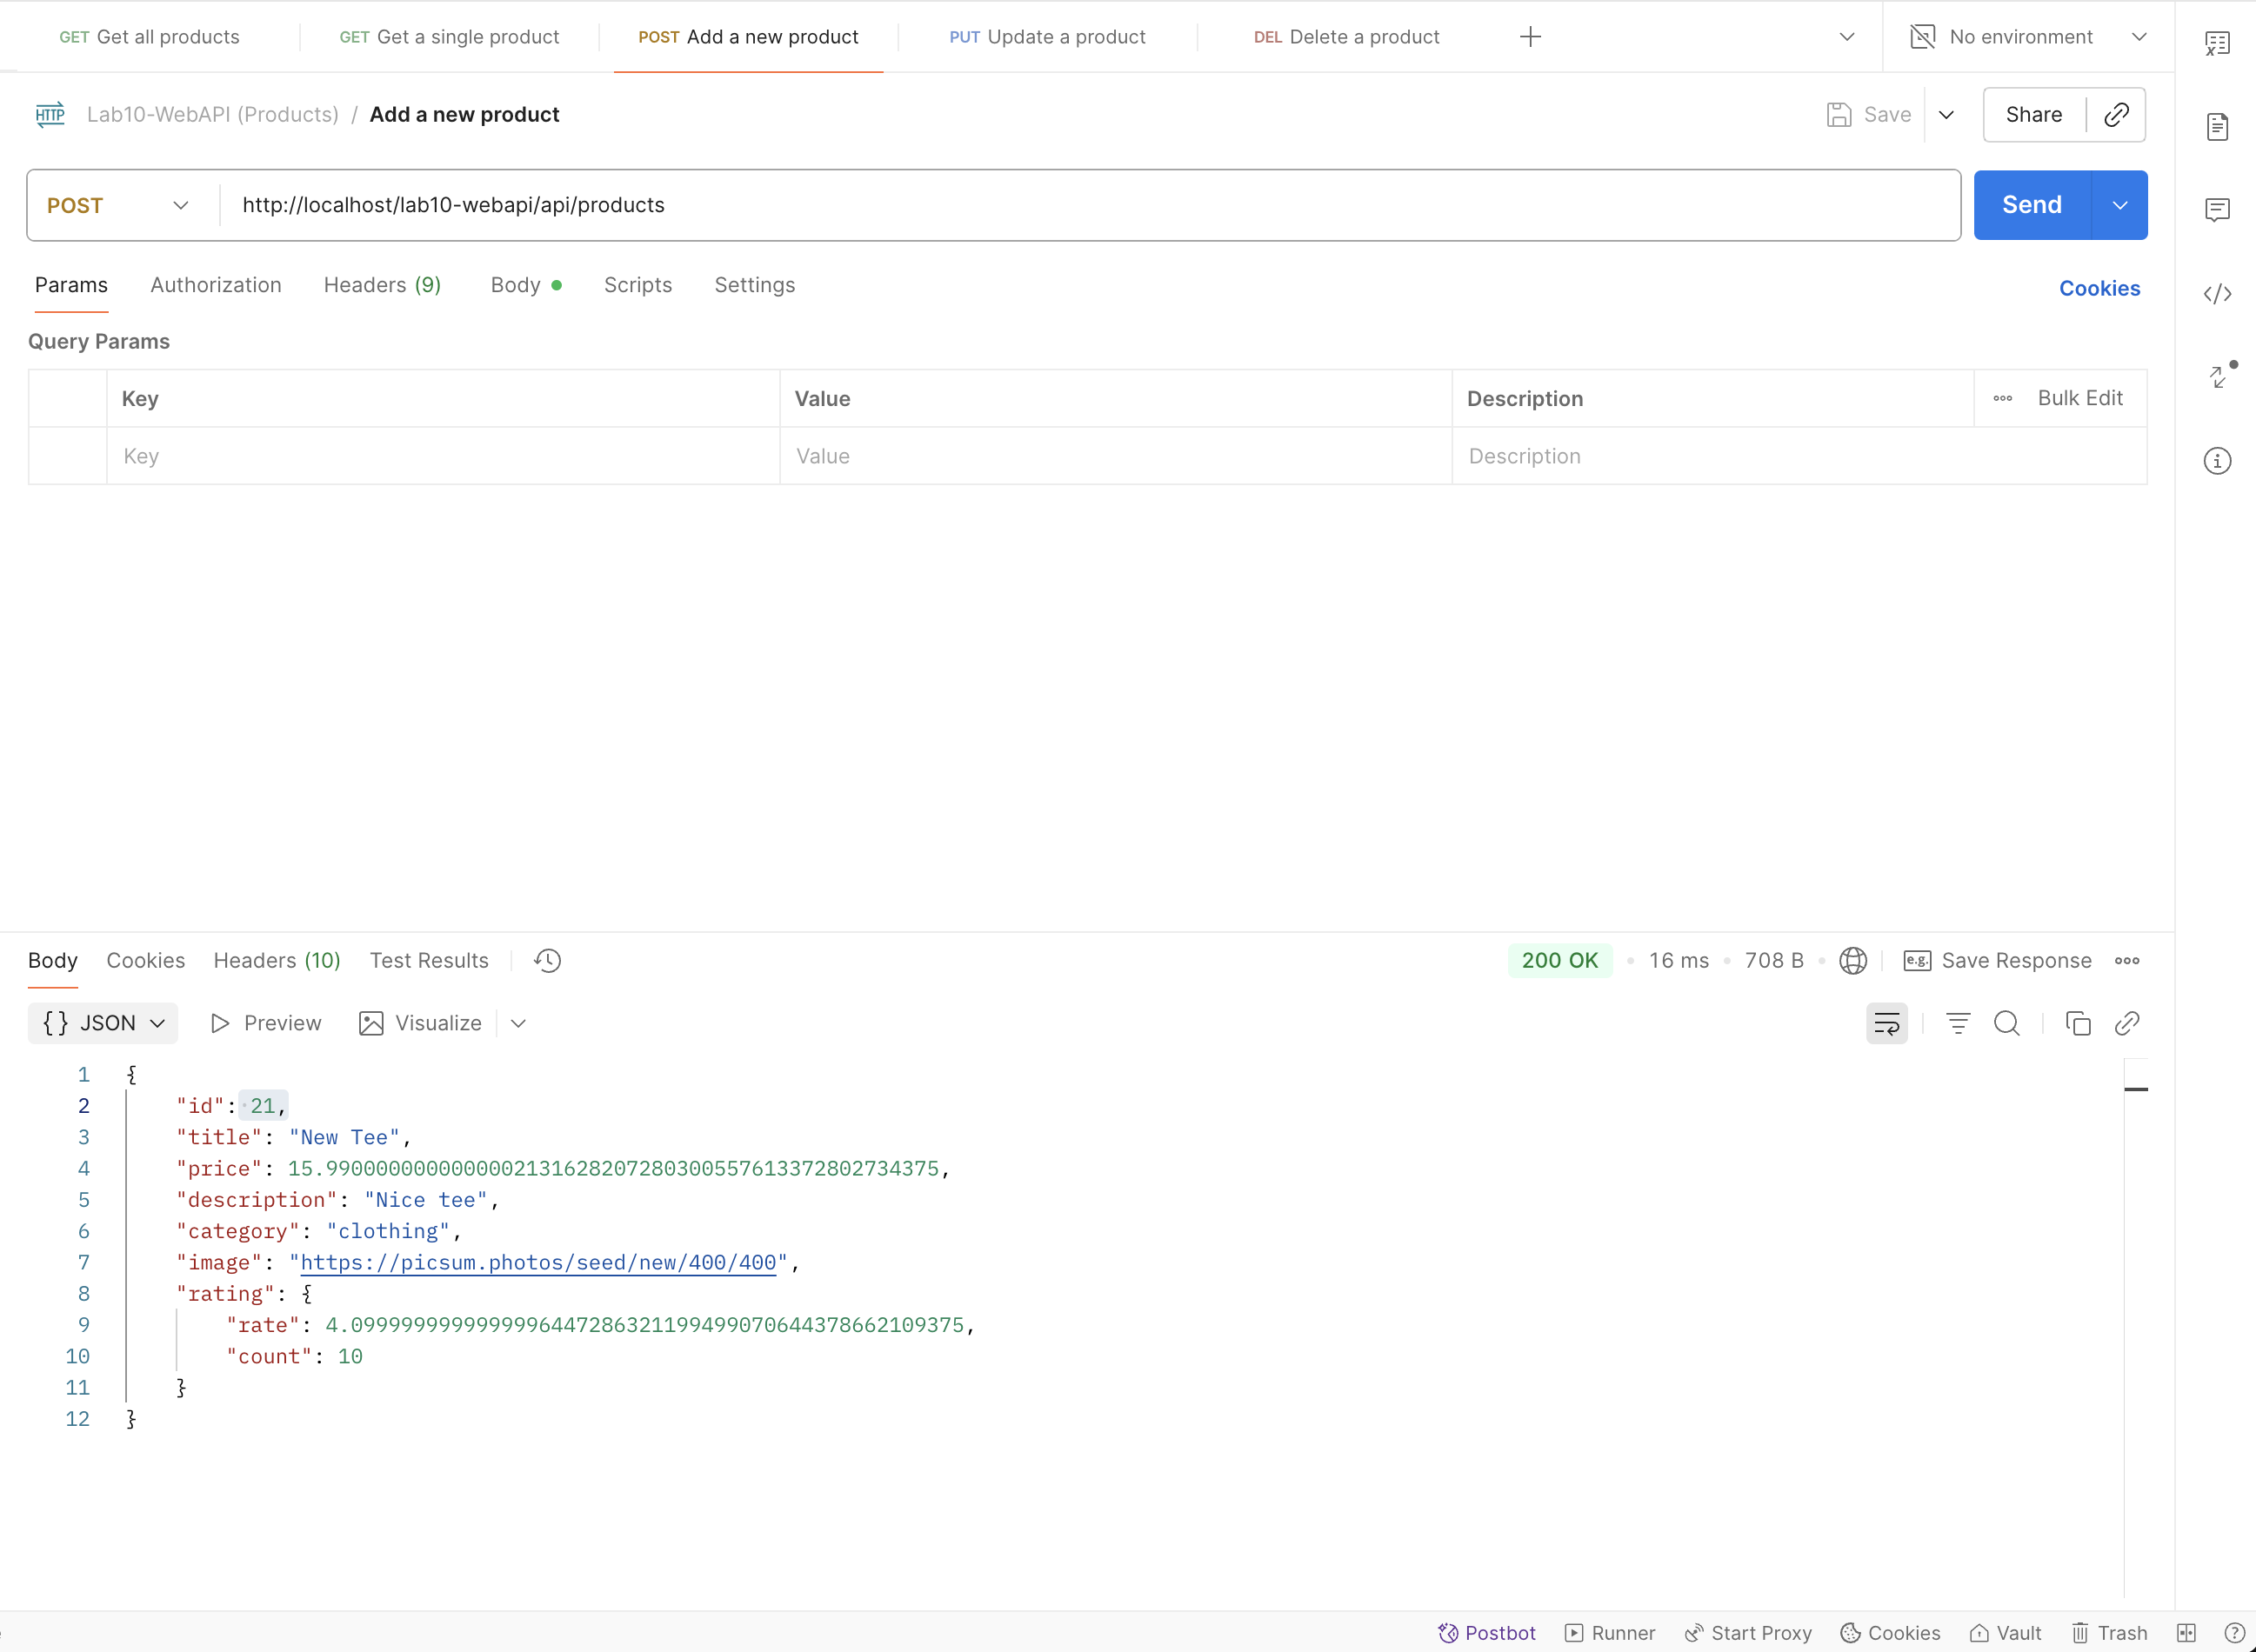 GET Get all products
GET Get a single product
POST Add a new product
PUT Update a product
DEL Delete a product
No environment
HTTP Lab10-WebAPI (Products) / Add a new product
Save
Share
POST http://localhost/lab10-webapi/api/products
Send
Params Authorization Headers (9) Body Scripts Settings
Cookies
Query Params
Key Value Description Bulk Edit
Key Value Description
Body Cookies Headers (10) Test Results
200 OK • 16 ms • 708 B •
e.g. Save Response
{ } JSON Preview Visualize
1 {
2 "id": 21,
3 "title": "New Tee",
4 "price": 15.9900000000000002131628207280300557613372802734375,
5 "description": "Nice tee",
6 "category": "clothing",
7 "image": "https://picsum.photos/seed/new/400/400",
8 "rating": {
9 "rate": 4.0999999999999996447286321199499070644378662109375,
10 "count": 10
11 }
12 }
Postbot Runner Start Proxy Cookies Vault Trash